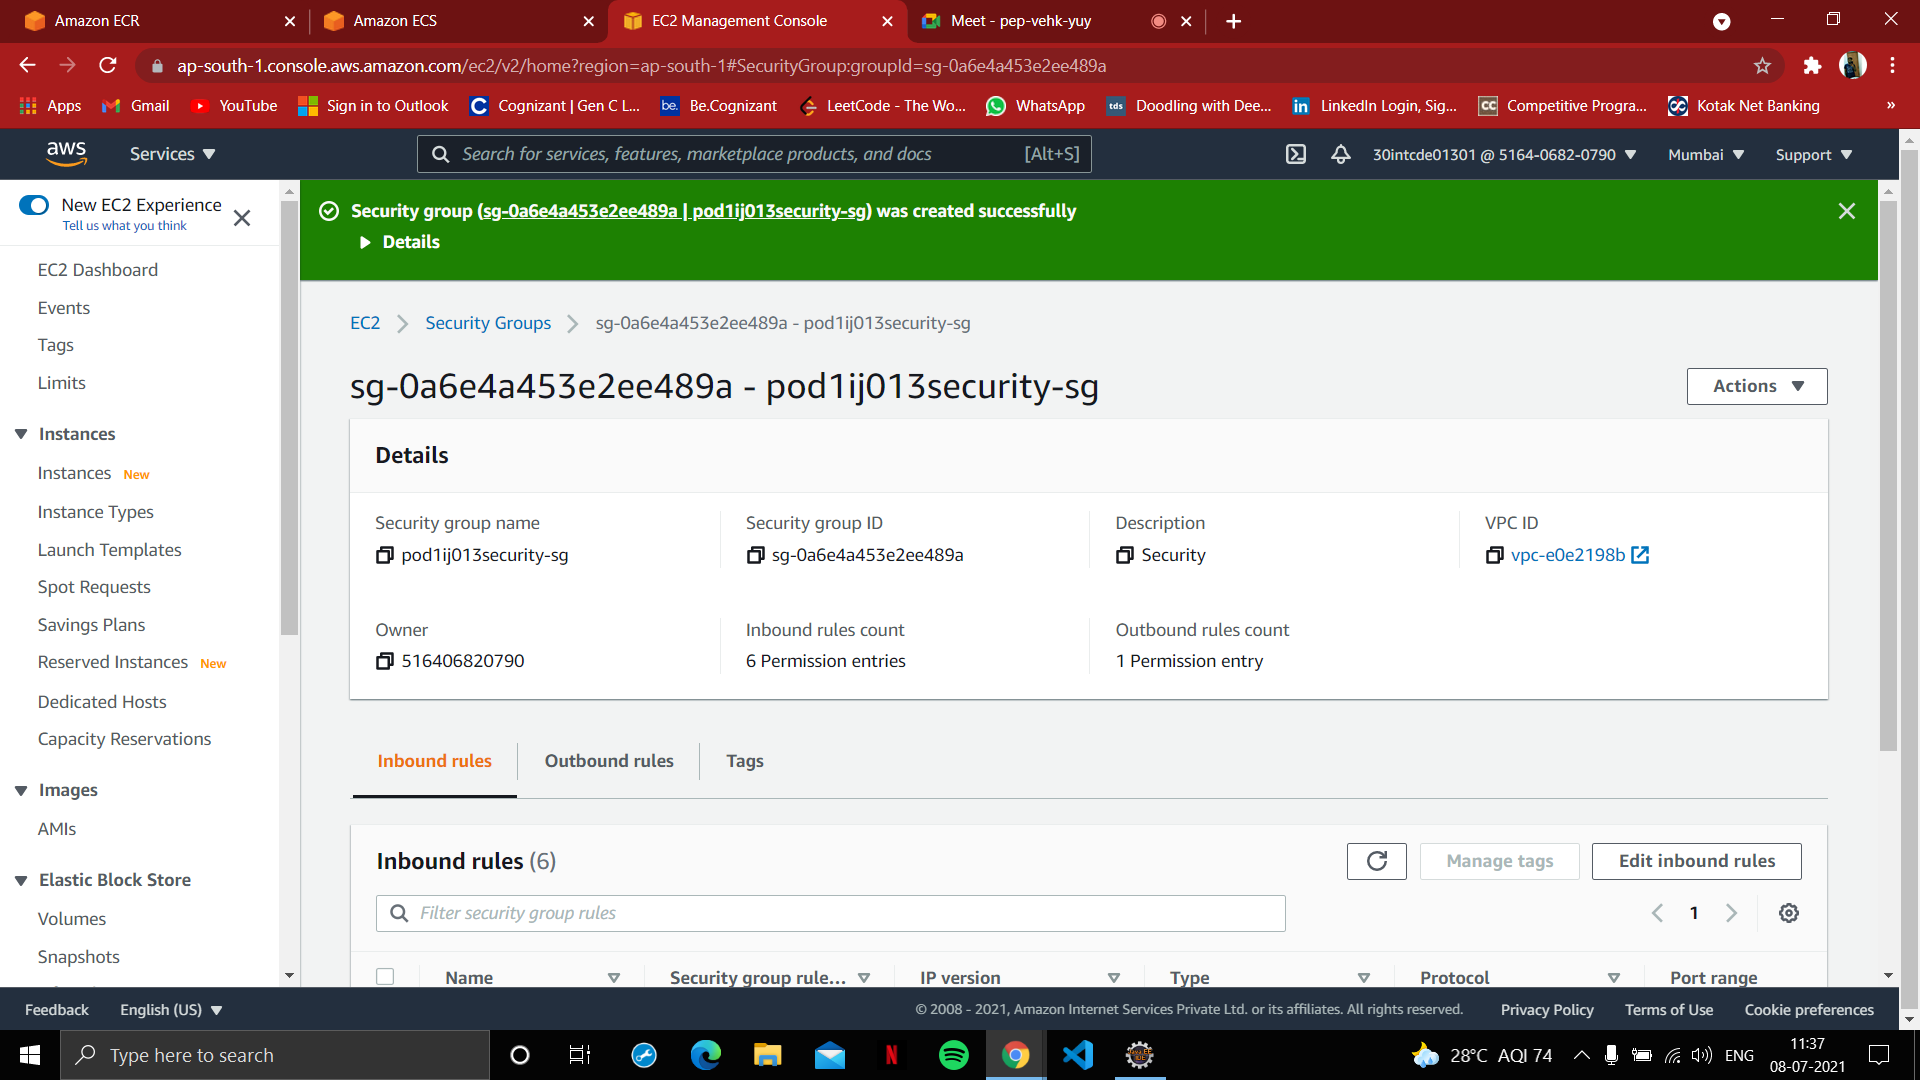 Amazon ECR
Amazon ECS
EC2 Management Console
Meet - pep-vehk-yuy
ap-south-1.console.aws.amazon.com/ec2/v2/home?region=ap-south-1#SecurityGroup:groupId=sg-0a6e4a453e2ee489a
Apps
Gmail
YouTube
Sign in to Outlook
Cognizant | Gen C L...
be.
Be.Cognizant
LeetCode - The Wo...
WhatsApp
tds
Doodling with Dee...
in
LinkedIn Login, Sig...
CC
Competitive Progra...
Kotak Net Banking
»
aws
Services
Search for services, features, marketplace products, and docs
[Alt+S]
30intcde01301 @ 5164-0682-0790
Mumbai
Support
New EC2 Experience
Tell us what you think
EC2 Dashboard
Events
Tags
Limits
Instances
Instances New
Instance Types
Launch Templates
Spot Requests
Savings Plans
Reserved Instances New
Dedicated Hosts
Capacity Reservations
Images
AMIs
Elastic Block Store
Volumes
Snapshots
Security group (sg-0a6e4a453e2ee489a | pod1ij013security-sg) was created successfully
Details
EC2
Security Groups
sg-0a6e4a453e2ee489a - pod1ij013security-sg
sg-0a6e4a453e2ee489a - pod1ij013security-sg
Actions
Details
Security group name
pod1ij013security-sg
Security group ID
sg-0a6e4a453e2ee489a
Description
Security
VPC ID
vpc-e0e2198b
Owner
516406820790
Inbound rules count
6 Permission entries
Outbound rules count
1 Permission entry
Inbound rules
Outbound rules
Tags
Inbound rules (6)
Manage tags
Edit inbound rules
Filter security group rules
1
Name
Security group rule...
IP version
Type
Protocol
Port range
Feedback
English (US)
© 2008 - 2021, Amazon Internet Services Private Ltd. or its affiliates. All rights reserved.
Privacy Policy
Terms of Use
Cookie preferences
Type here to search
28°C AQI 74
ENG
11:37
08-07-2021